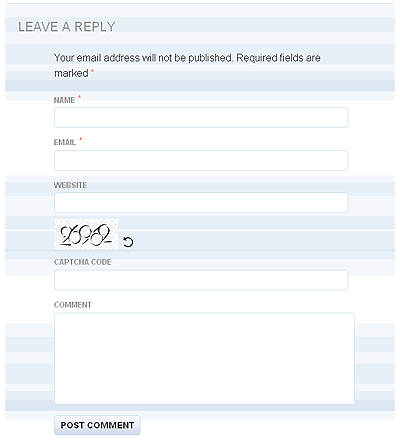 LEAVE A REPLY
Your email address will not be published. Required fields are
marked *
NAME *
EMAIL *
WEBSITE
CAPTCHA CODE
COMMENT
POST COMMENT